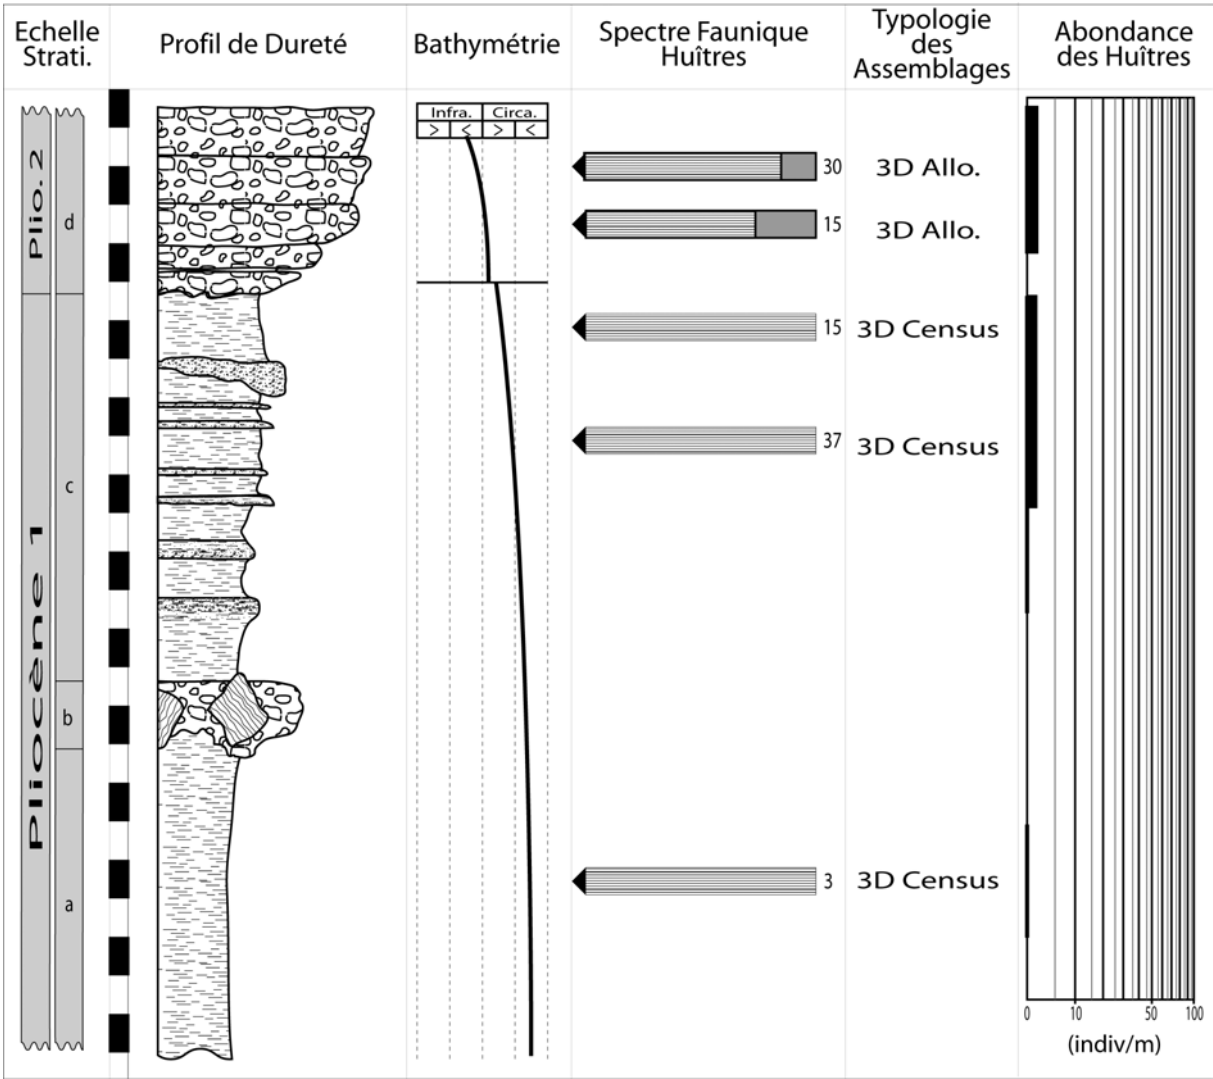 Echelle
Strati.
Profil de Dureté
Bathymétrie
Spectre Faunique
Huîtres
Typologie
des
Assemblages
Abondance
des Huîtres
Infra. Circa.
> < > <
Plio. 2
d
30 3D Allo.
15 3D Allo.
15 3D Census
37 3D Census
c
Pliocène 1
b
a
3 3D Census
0 10 50 100
(indiv/m)